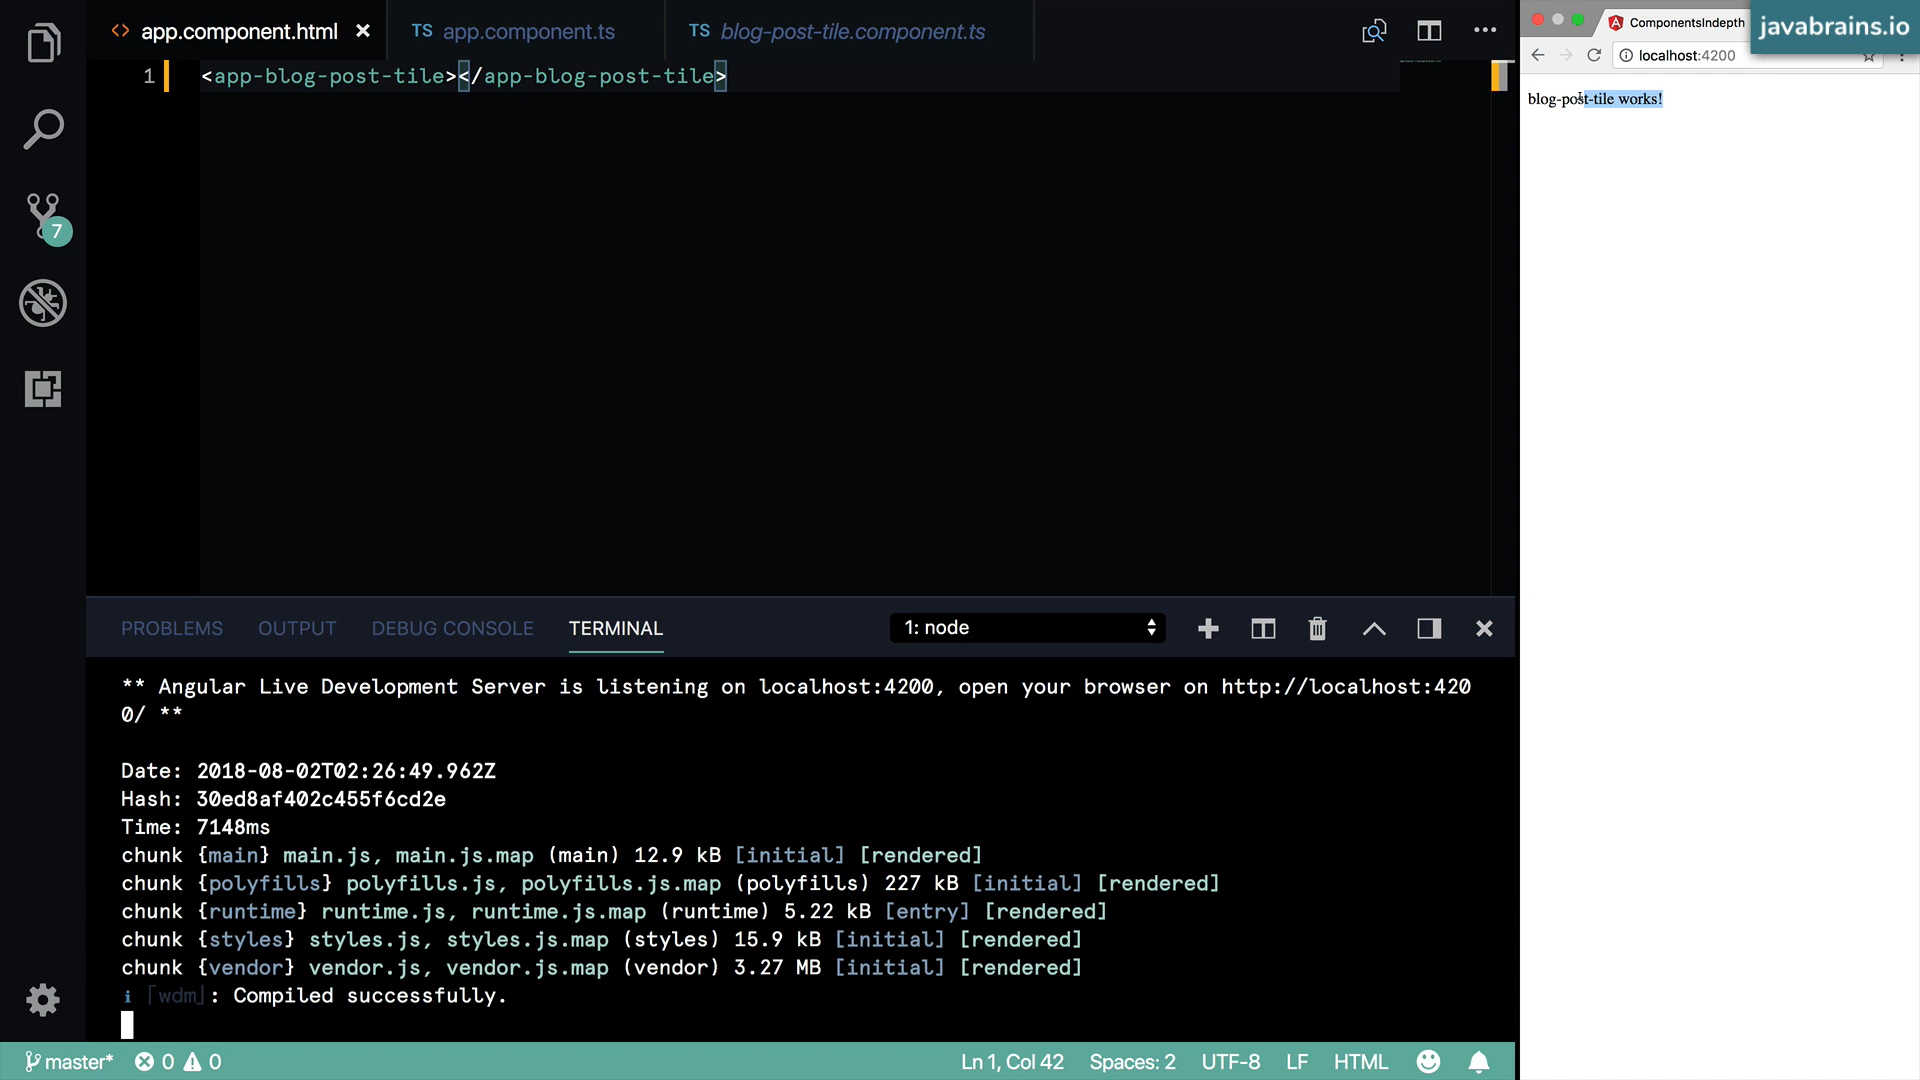 app.component.html
TS app.component.ts
TS blog-post-tile.component.ts
1 <app-blog-post-tile></app-blog-post-tile>
7
PROBLEMS OUTPUT DEBUG CONSOLE TERMINAL 1: node
** Angular Live Development Server is listening on localhost:4200, open your browser on http://localhost:420
0/ **
Date: 2018-08-02T02:26:49.962Z
Hash: 30ed8af402c455f6cd2e
Time: 7148ms
chunk {main} main.js, main.js.map (main) 12.9 kB [initial] [rendered]
chunk {polyfills} polyfills.js, polyfills.js.map (polyfills) 227 kB [initial] [rendered]
chunk {runtime} runtime.js, runtime.js.map (runtime) 5.22 kB [entry] [rendered]
chunk {styles} styles.js, styles.js.map (styles) 15.9 kB [initial] [rendered]
chunk {vendor} vendor.js, vendor.js.map (vendor) 3.27 MB [initial] [rendered]
i ｢wdm｣: Compiled successfully.
master* 0 0 Ln 1, Col 42 Spaces: 2 UTF-8 LF HTML
ComponentsIndepth
javabrains.io
localhost:4200
blog-post-tile works!